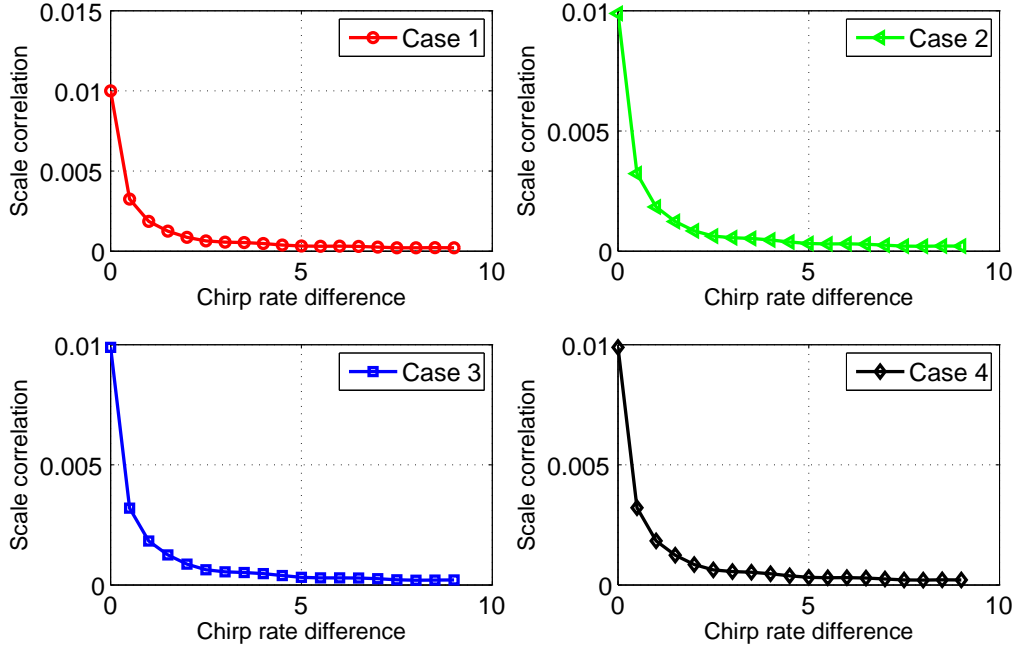 Case 1
0.015
0.01
0.005
0
0
5
10
Scale correlation
Chirp rate difference
Case 2
0.01
0.005
0
0
5
10
Scale correlation
Chirp rate difference
Case 3
0.01
0.005
0
0
5
10
Scale correlation
Chirp rate difference
Case 4
0.01
0.005
0
0
5
10
Scale correlation
Chirp rate difference